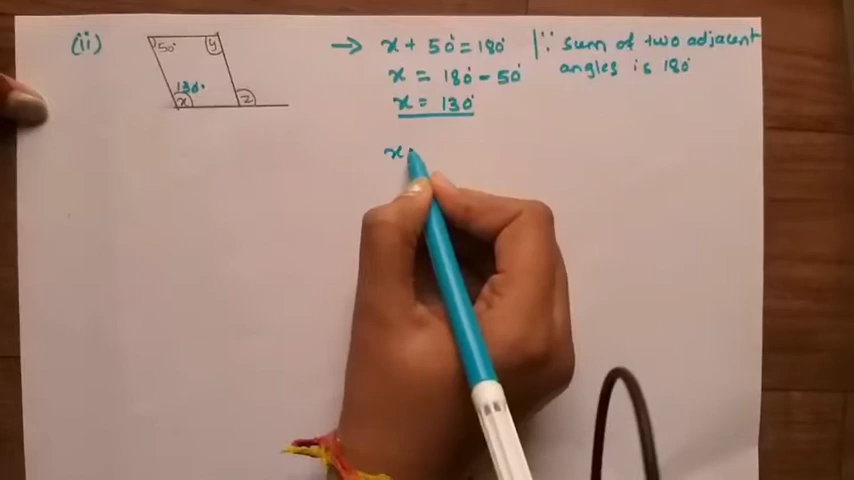 (ii)
50°
y
130°
x
z
→ x + 50° = 180° | ∵ sum of two adjacent
angles is 180°
x = 180° - 50°
x = 130°
x